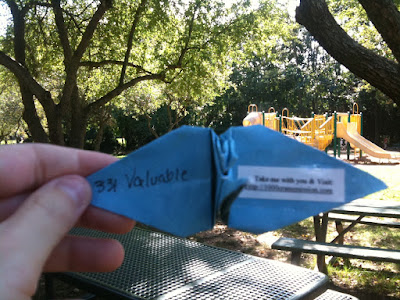 331 Valuable
Take me with you & Visit: